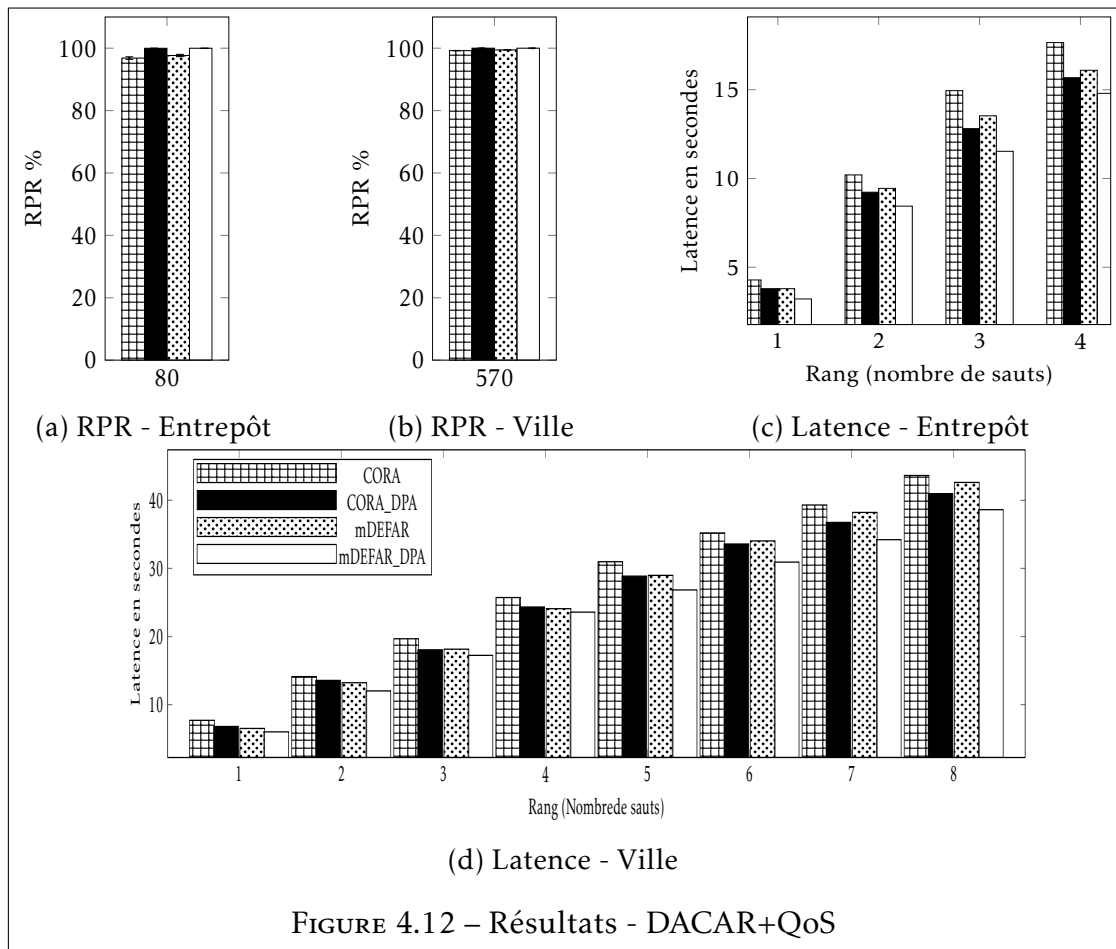 100
80
60
40
20
0
RPR %
80
(a) RPR - Entrepôt
100
80
60
40
20
0
RPR %
570
(b) RPR - Ville
15
10
5
Latence en secondes
1 2 3 4
Rang (nombre de sauts)
(c) Latence - Entrepôt
CORA
CORA_DPA
mDEFAR
mDEFAR_DPA
40
30
20
10
Latence en secondes
1 2 3 4 5 6 7 8
Rang (Nombrede sauts)
(d) Latence - Ville
FIGURE 4.12 – Résultats - DACAR+QoS